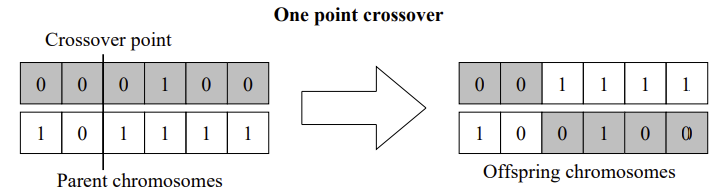 One point crossover
Crossover point
0 0 0 1 0 0
1 0 1 1 1 1
Parent chromosomes
0 0 1 1 1 1
1 0 0 1 0 0
Offspring chromosomes